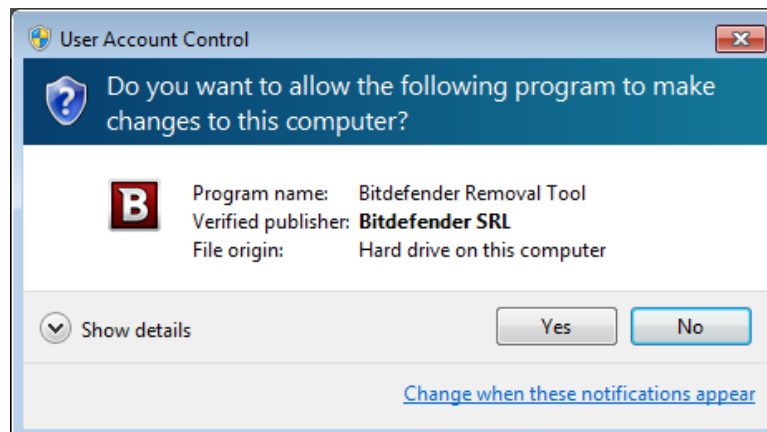 User Account Control
Do you want to allow the following program to make
changes to this computer?
B
Program name: Bitdefender Removal Tool
Verified publisher: Bitdefender SRL
File origin: Hard drive on this computer
Show details
Yes
No
Change when these notifications appear